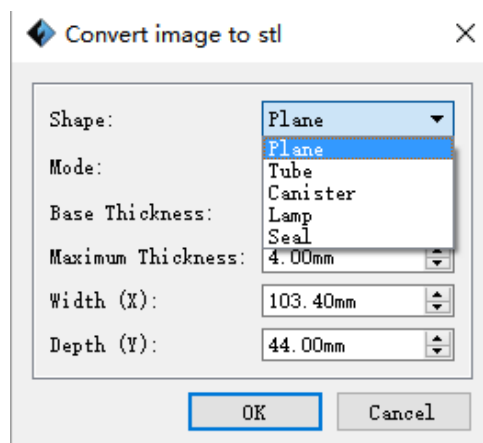 Convert image to stl
Shape: Plane
Plane
Mode: Tube
Canister
Base Thickness: Lamp
Seal
Maximum Thickness: 4.00mm
Width (X): 103.40mm
Depth (Y): 44.00mm
OK Cancel